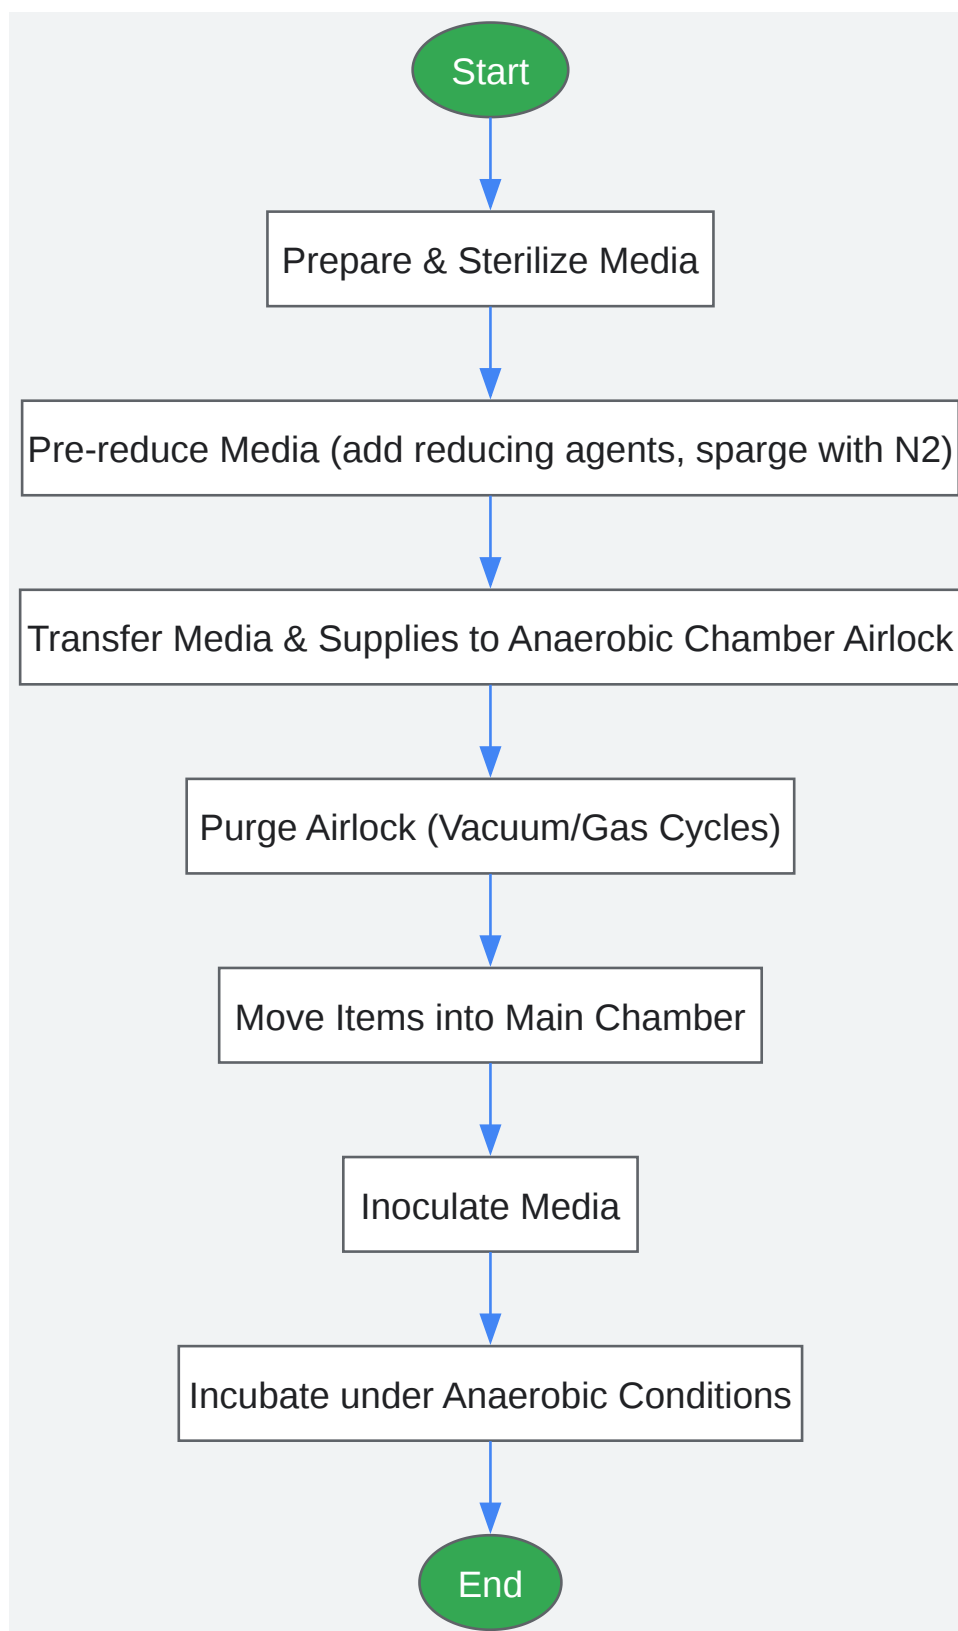 Start
Prepare & Sterilize Media
Pre-reduce Media (add reducing agents, sparge with N2)
Transfer Media & Supplies to Anaerobic Chamber Airlock
Purge Airlock (Vacuum/Gas Cycles)
Move Items into Main Chamber
Inoculate Media
Incubate under Anaerobic Conditions
End